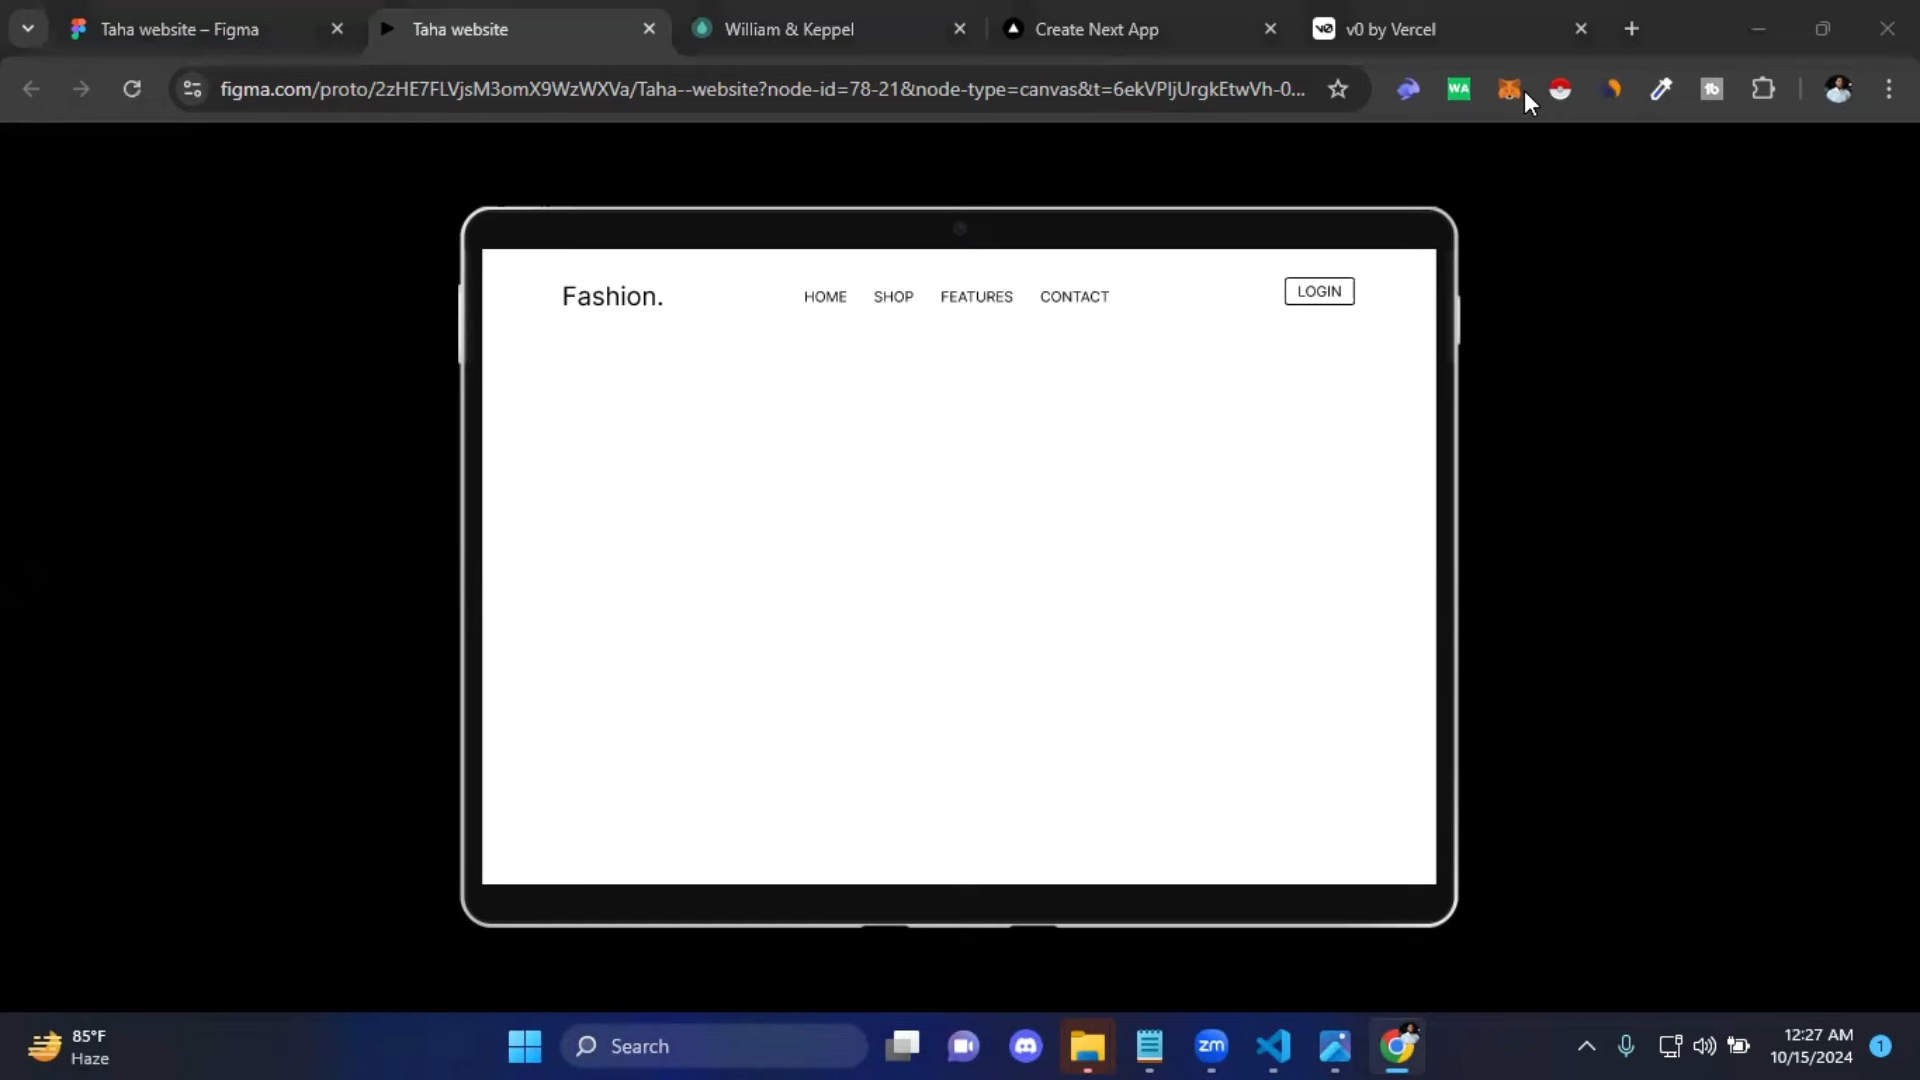 Taha website – Figma
Taha website
William & Keppel
Create Next App
v0 by Vercel
figma.com/proto/2zHE7FLVjsM3omX9WzWXVa/Taha--website?node-id=78-21&node-type=canvas&t=6ekVPIjUrgkEtwVh-0...
WA
Fashion.
HOME
SHOP
FEATURES
CONTACT
LOGIN
85°F
Haze
Search
zm
12:27 AM
10/15/2024
1